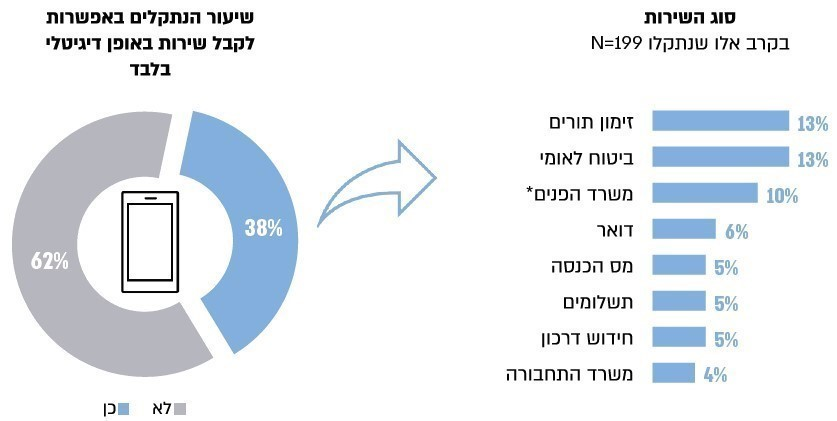 שיעור הנתקלים באפשרות
לקבל שירות באופן דיגיטלי
בלבד
62%
38%
כן
לא
סוג השירות
בקרב אלו שנתקלו N=199
זימון תורים 13%
ביטוח לאומי 13%
משרד הפנים* 10%
דואר 6%
מס הכנסה 5%
תשלומים 5%
חידוש דרכון 5%
משרד התחבורה 4%